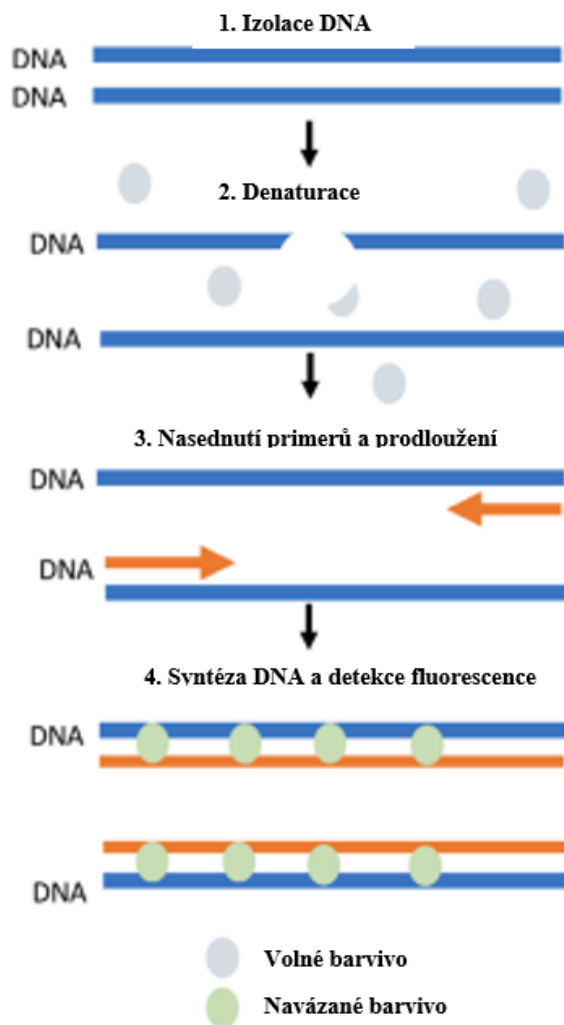 1. Izolace DNA
DNA
DNA
2. Denaturace
DNA
DNA
3. Nasednutí primerů a prodloužení
DNA
DNA
4. Syntéza DNA a detekce fluorescence
DNA
DNA
Volné barvivo
Navázané barvivo